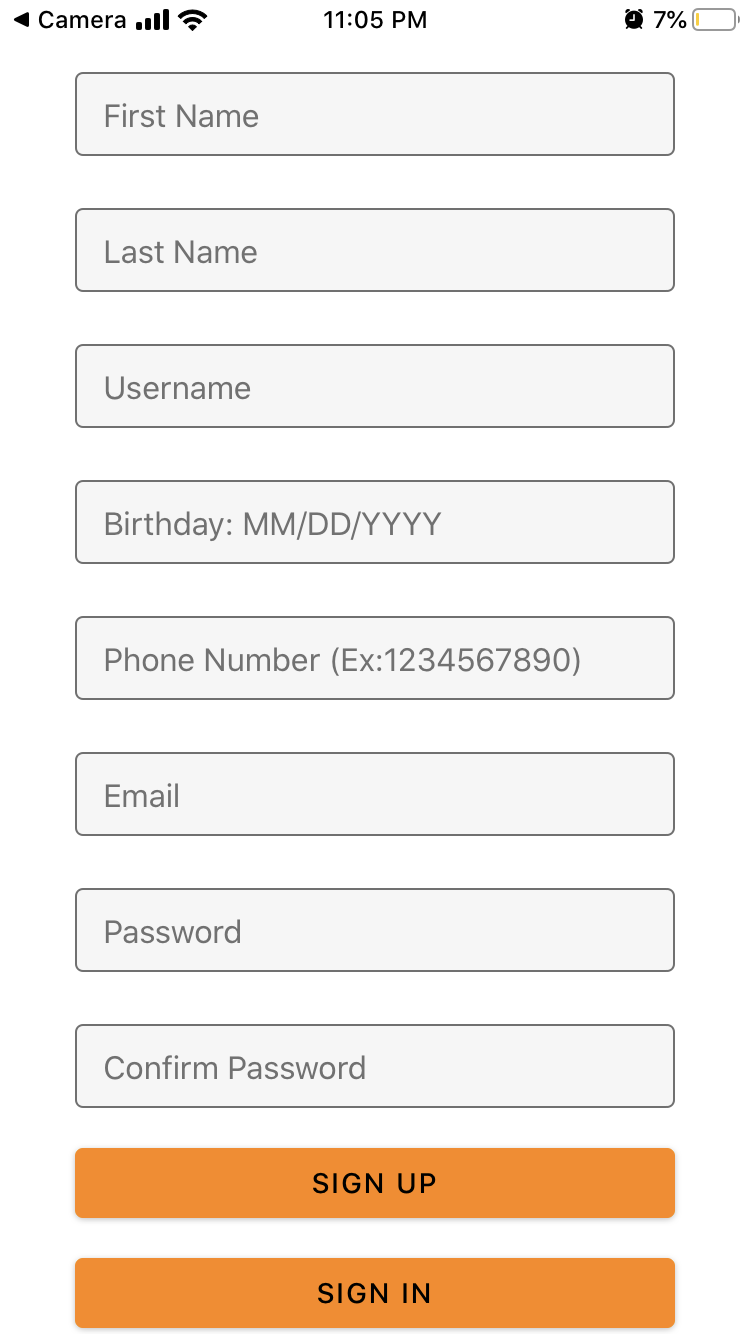 ◀ Camera 11:05 PM 7%
First Name
Last Name
Username
Birthday: MM/DD/YYYY
Phone Number (Ex:1234567890)
Email
Password
Confirm Password
SIGN UP
SIGN IN